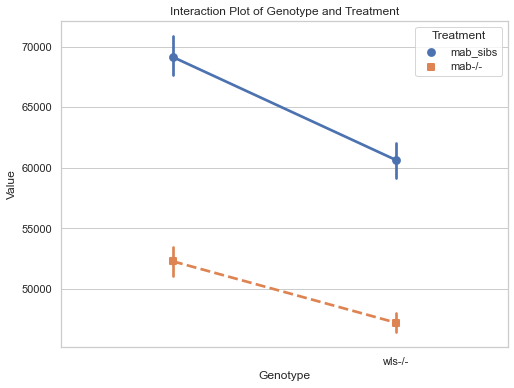 Interaction Plot of Genotype and Treatment
Treatment
mab_sibs
mab-/-
70000
65000
60000
55000
50000
Value
wls-/-
Genotype